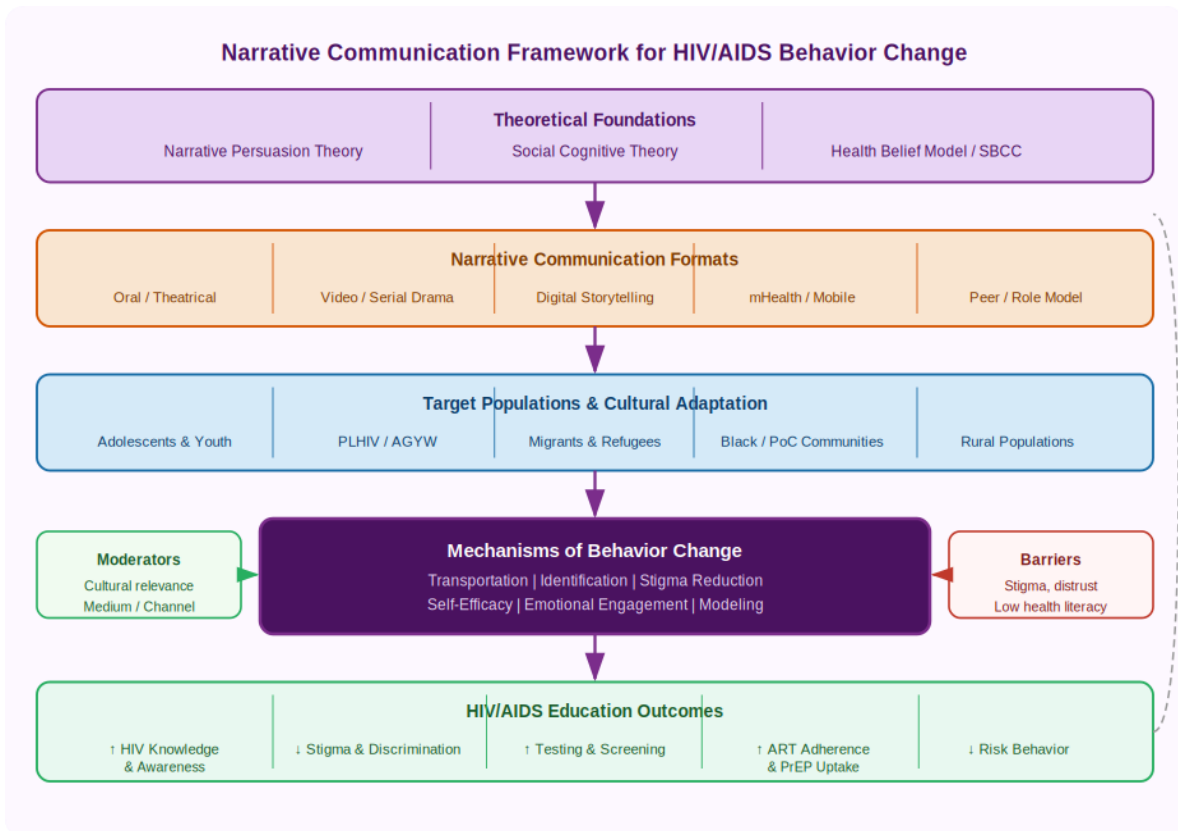 Narrative Communication Framework for HIV/AIDS Behavior Change
Theoretical Foundations
Narrative Persuasion Theory
Social Cognitive Theory
Health Belief Model / SBCC
Narrative Communication Formats
Oral / Theatrical
Video / Serial Drama
Digital Storytelling
mHealth / Mobile
Peer / Role Model
Target Populations & Cultural Adaptation
Adolescents & Youth
PLHIV / AGYW
Migrants & Refugees
Black / PoC Communities
Rural Populations
Moderators
Cultural relevance
Medium / Channel
Mechanisms of Behavior Change
Transportation | Identification | Stigma Reduction
Self-Efficacy | Emotional Engagement | Modeling
Barriers
Stigma, distrust
Low health literacy
HIV/AIDS Education Outcomes
↑ HIV Knowledge
& Awareness
↓ Stigma & Discrimination
↑ Testing & Screening
↑ ART Adherence
& PrEP Uptake
↓ Risk Behavior